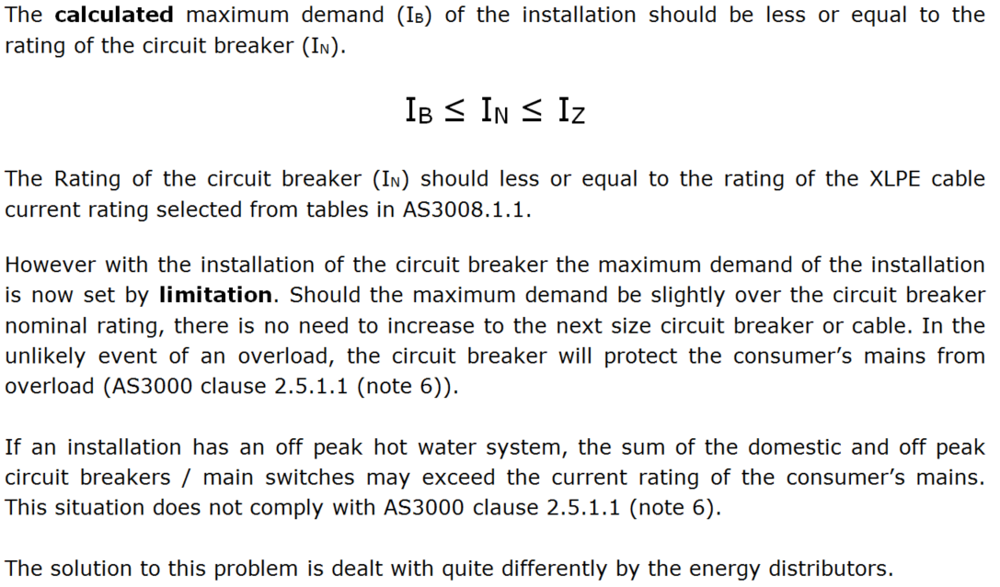 The calculated maximum demand (IB) of the installation should be less or equal to the
rating of the circuit breaker (IN).
IB ≤ IN ≤ IZ
The Rating of the circuit breaker (IN) should less or equal to the rating of the XLPE cable
current rating selected from tables in AS3008.1.1.
However with the installation of the circuit breaker the maximum demand of the installation
is now set by limitation. Should the maximum demand be slightly over the circuit breaker
nominal rating, there is no need to increase to the next size circuit breaker or cable. In the
unlikely event of an overload, the circuit breaker will protect the consumer’s mains from
overload (AS3000 clause 2.5.1.1 (note 6)).
If an installation has an off peak hot water system, the sum of the domestic and off peak
circuit breakers / main switches may exceed the current rating of the consumer’s mains.
This situation does not comply with AS3000 clause 2.5.1.1 (note 6).
The solution to this problem is dealt with quite differently by the energy distributors.